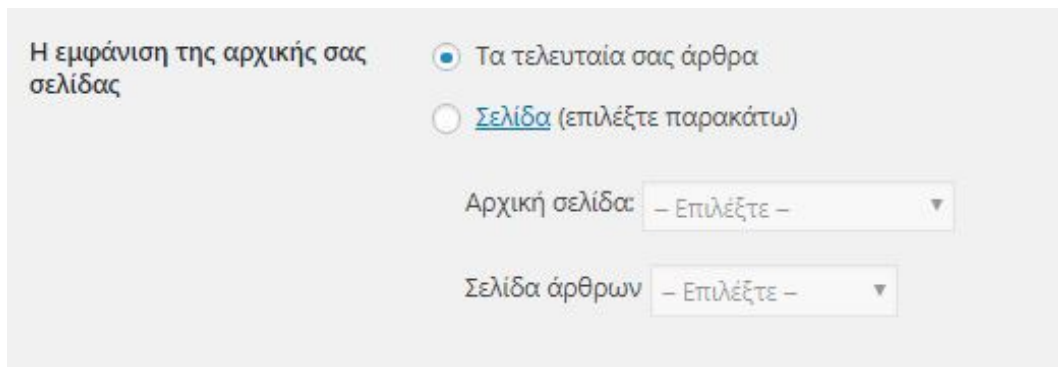 Η εμφάνιση της αρχικής σας
σελίδας
Τα τελευταία σας άρθρα
Σελίδα (επιλέξτε παρακάτω)
Αρχική σελίδα: – Επιλέξτε –
Σελίδα άρθρων – Επιλέξτε –